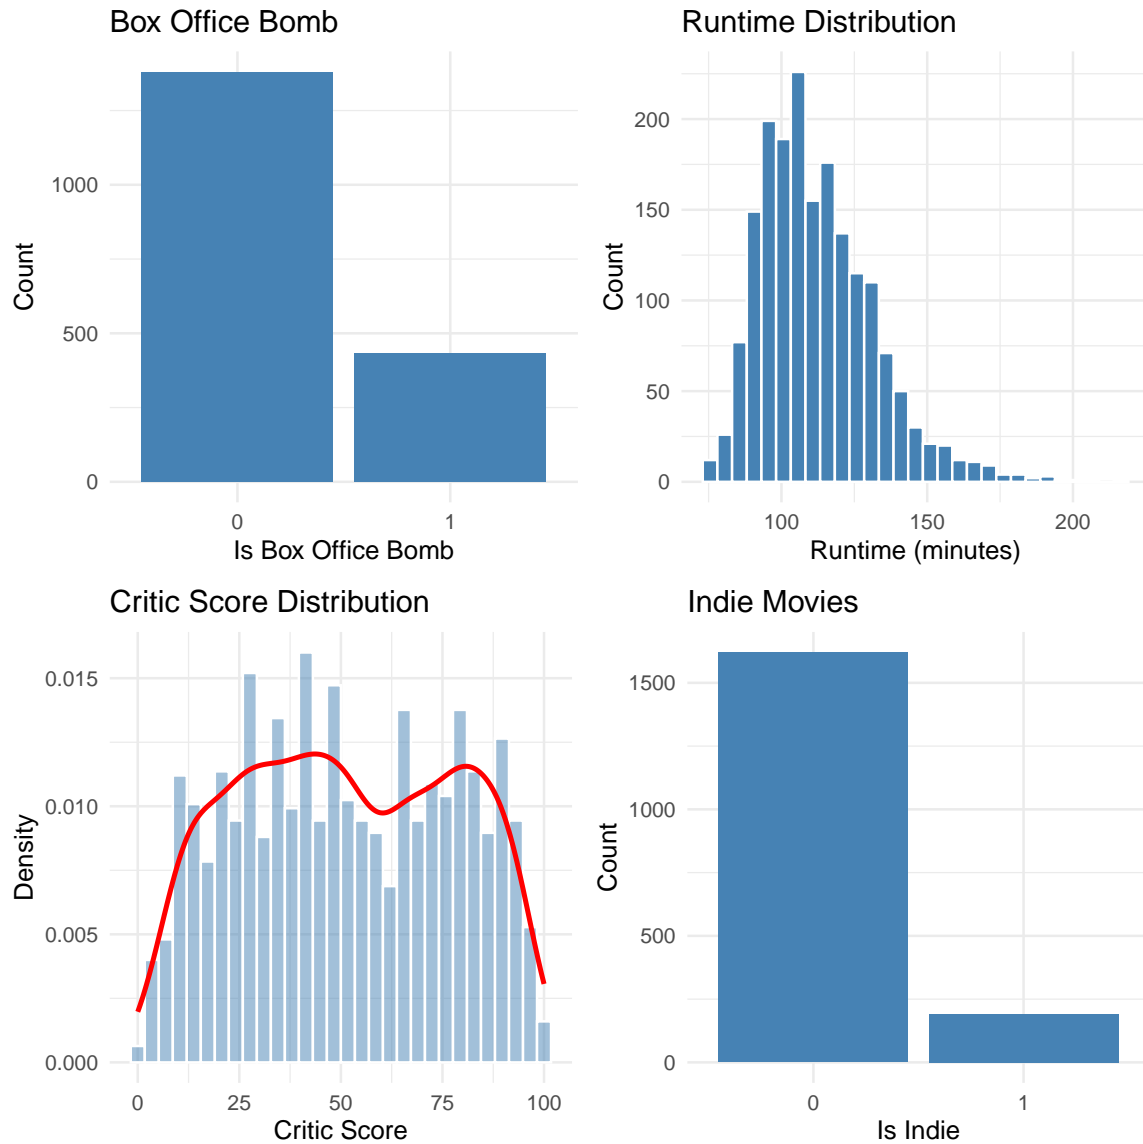 Box Office Bomb
Count
1000
500
0
0 1
Is Box Office Bomb
Runtime Distribution
Count
200
150
100
50
0
100 150 200
Runtime (minutes)
Critic Score Distribution
Density
0.015
0.010
0.005
0.000
0 25 50 75 100
Critic Score
Indie Movies
Count
1500
1000
500
0
0 1
Is Indie